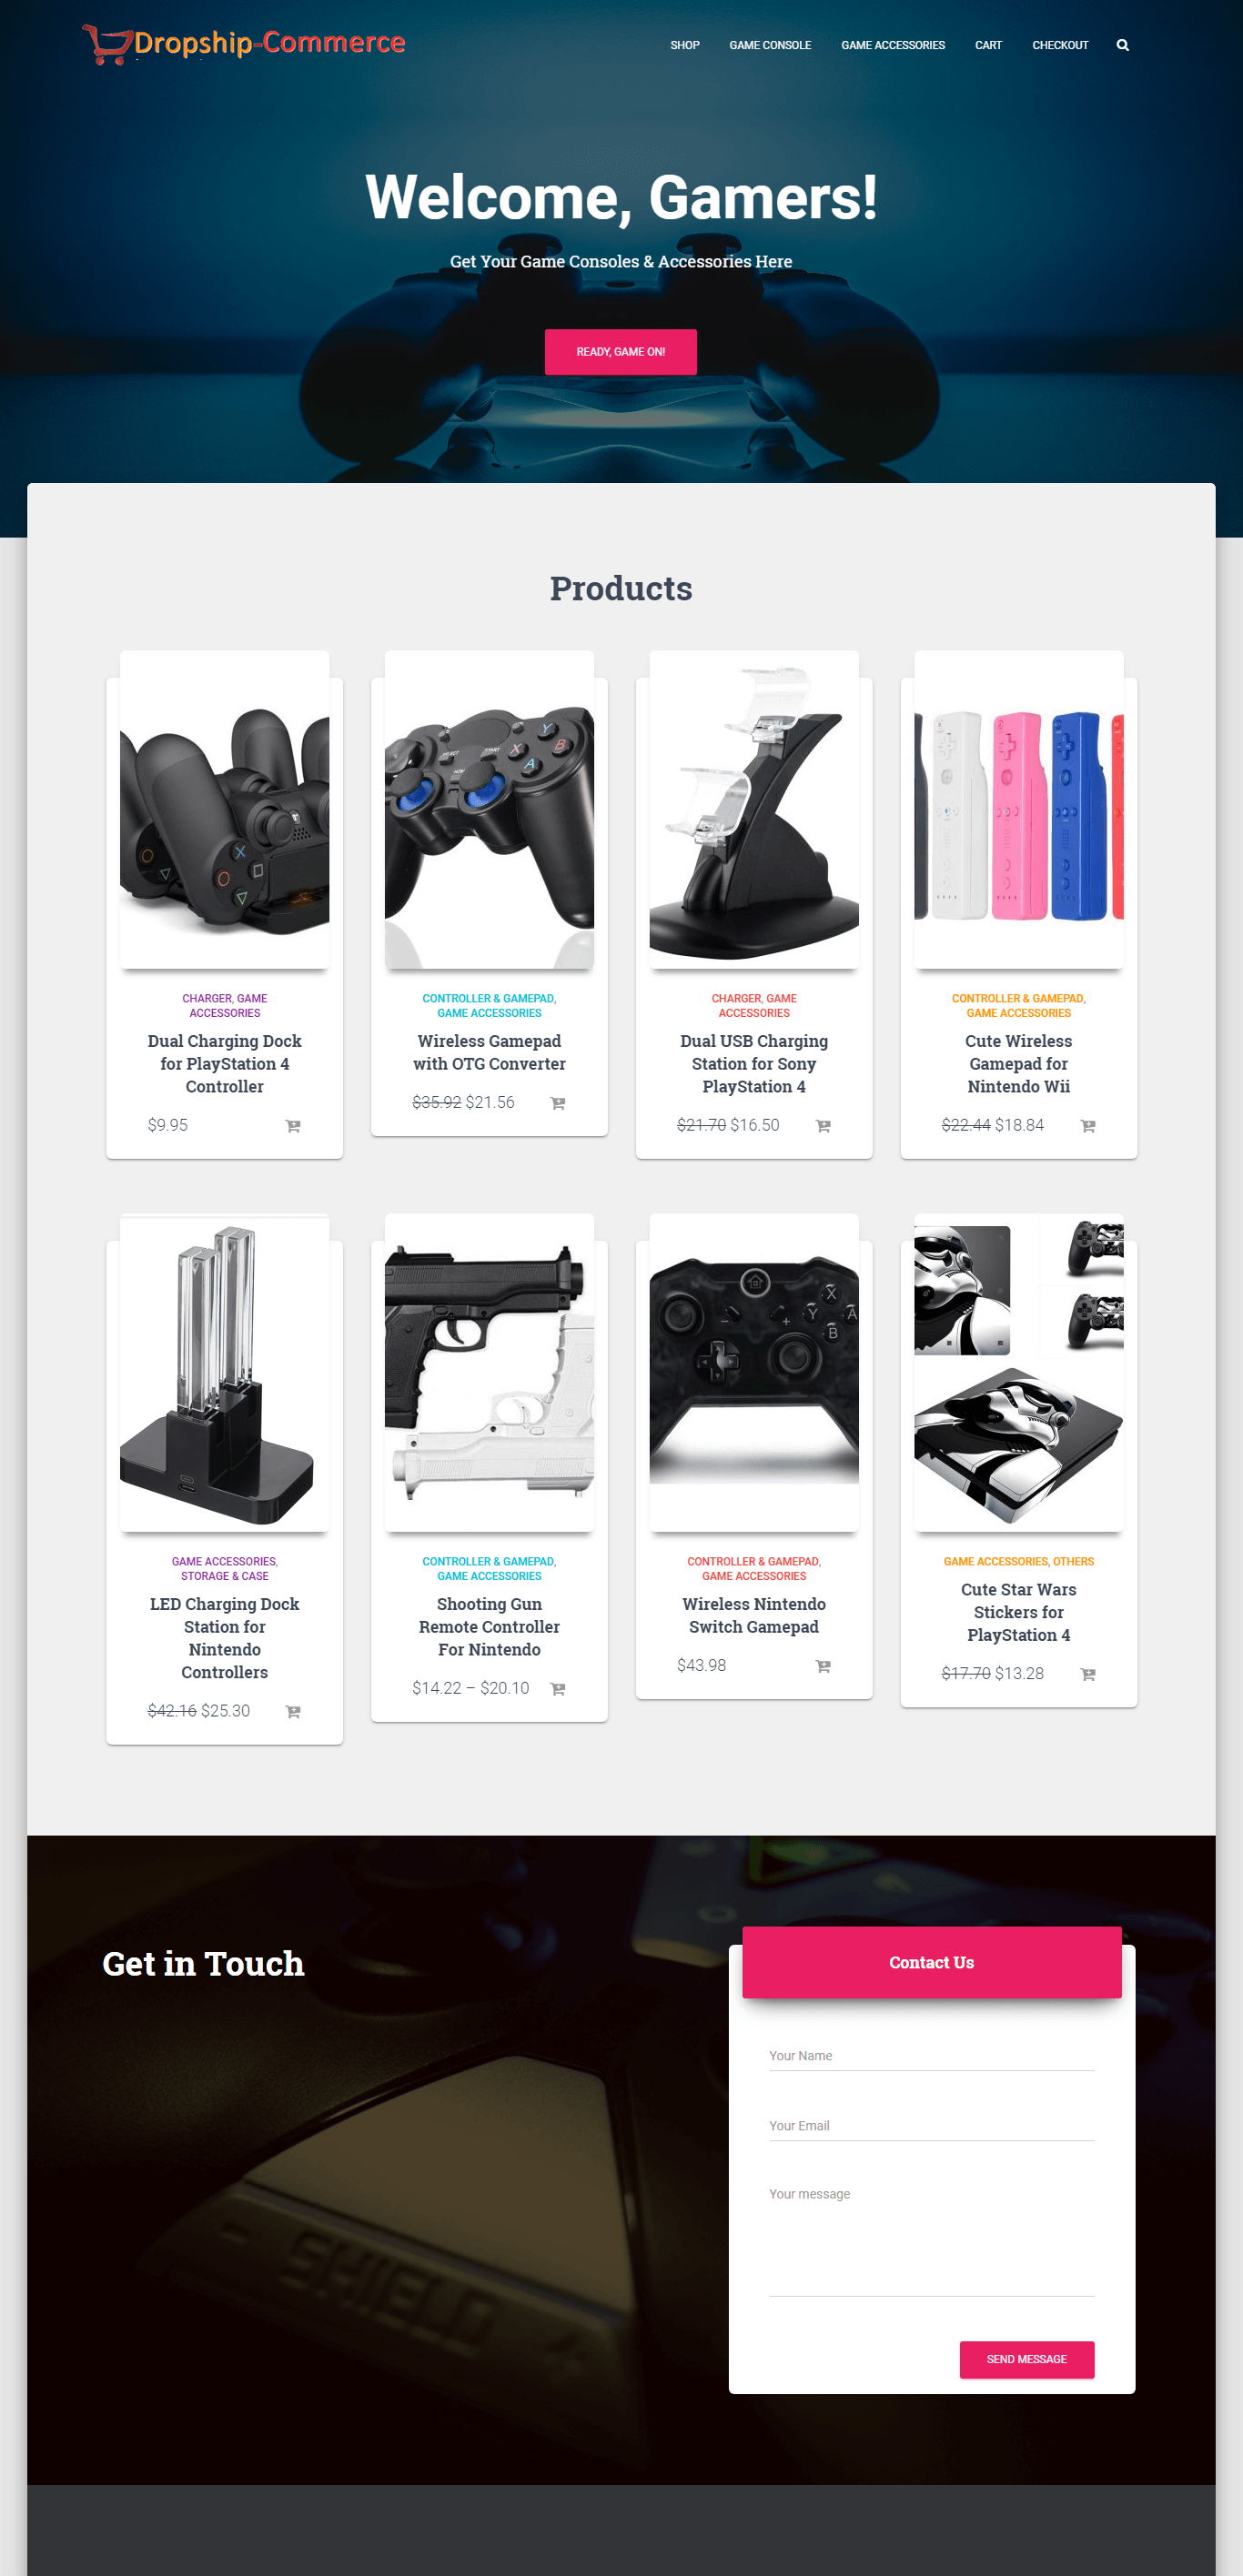 Dropship-Commerce
SHOP
GAME CONSOLE
GAME ACCESSORIES
CART
CHECKOUT
Welcome, Gamers!
Get Your Game Consoles & Accessories Here
READY, GAME ON!
Products
CHARGER, GAME
ACCESSORIES
Dual Charging Dock
for PlayStation 4
Controller
$9.95
CONTROLLER & GAMEPAD,
GAME ACCESSORIES
Wireless Gamepad
with OTG Converter
$35.92 $21.56
CHARGER, GAME
ACCESSORIES
Dual USB Charging
Station for Sony
PlayStation 4
$21.70 $16.50
CONTROLLER & GAMEPAD,
GAME ACCESSORIES
Cute Wireless
Gamepad for
Nintendo Wii
$22.44 $18.84
GAME ACCESSORIES,
STORAGE & CASE
LED Charging Dock
Station for
Nintendo
Controllers
$42.16 $25.30
CONTROLLER & GAMEPAD,
GAME ACCESSORIES
Shooting Gun
Remote Controller
For Nintendo
$14.22 – $20.10
CONTROLLER & GAMEPAD,
GAME ACCESSORIES
Wireless Nintendo
Switch Gamepad
$43.98
GAME ACCESSORIES, OTHERS
Cute Star Wars
Stickers for
PlayStation 4
$17.70 $13.28
Get in Touch
Contact Us
Your Name
Your Email
Your message
SHIELD
SEND MESSAGE